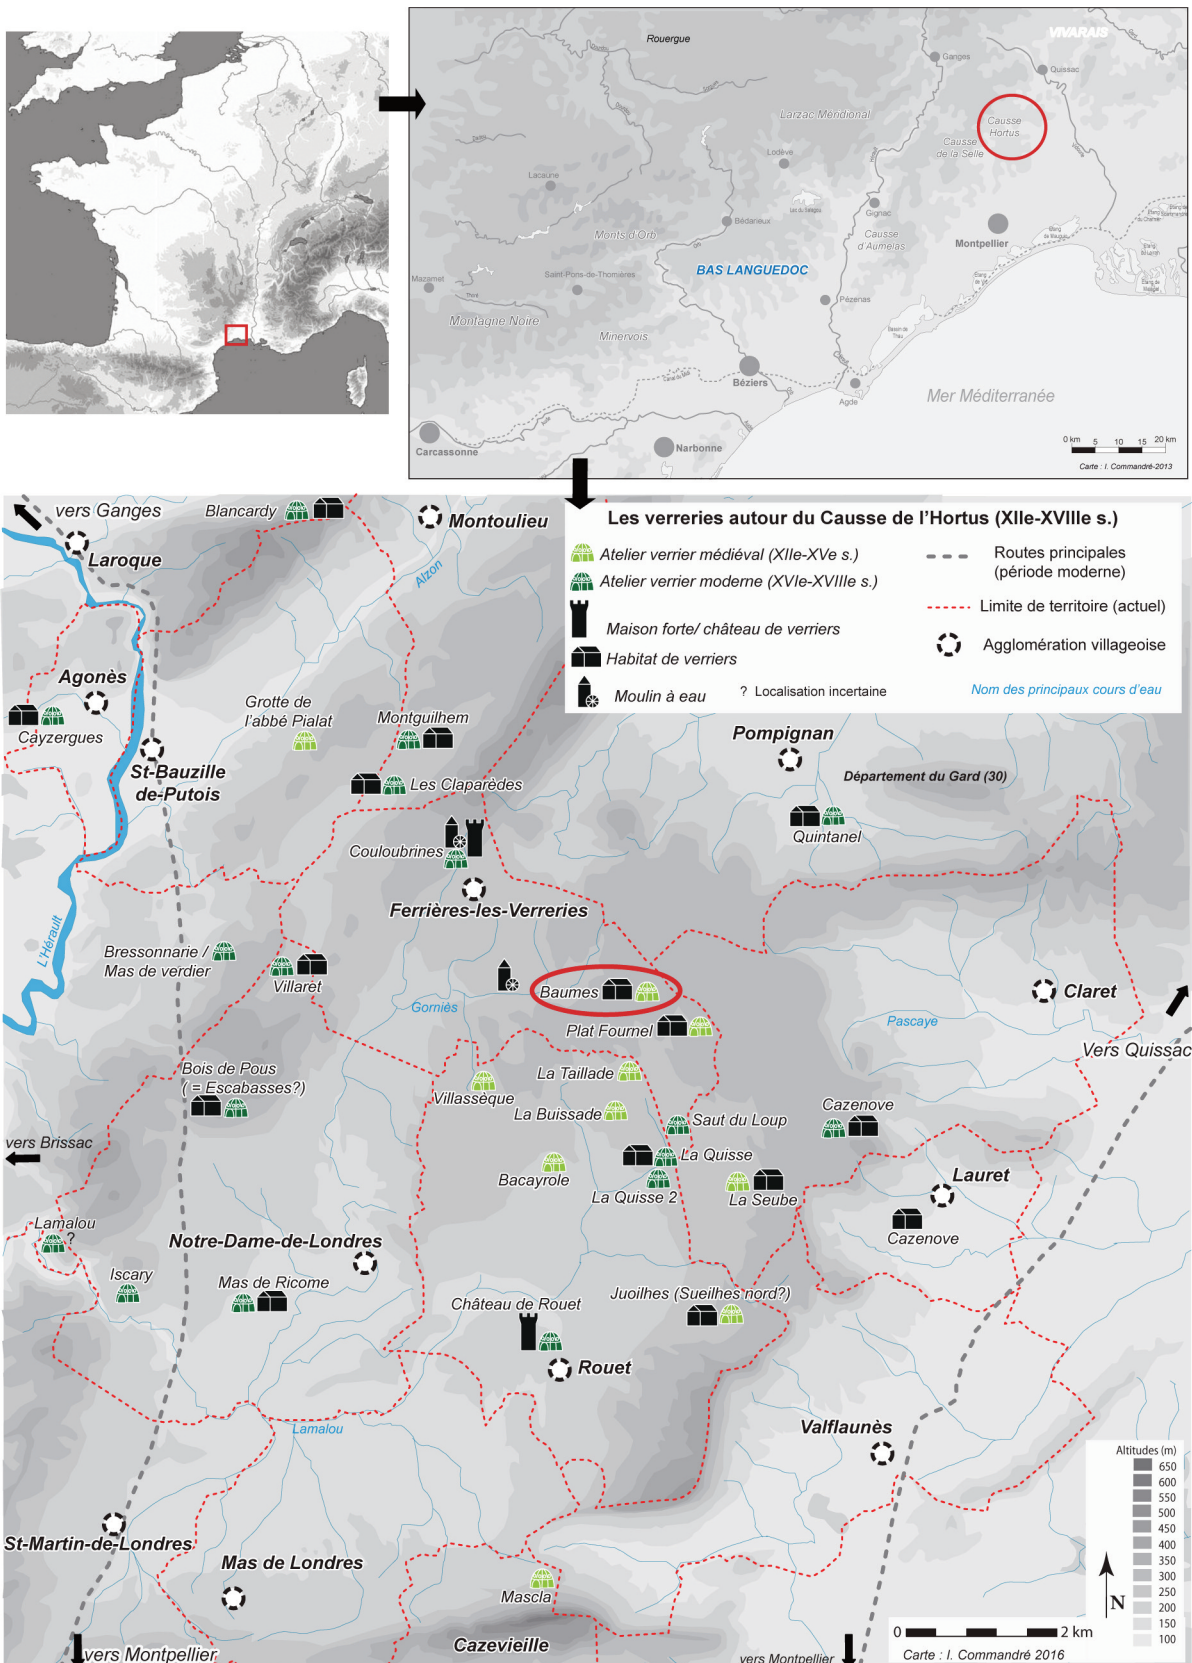 Rouergue
VIVARAIS
Ganges
Quissac
Larzac Méridional
Causse
Hortus
Causse
de la Selle
Lodève
Lacaune
Bédarieux
Gignac
Monts d'Orb
Causse
d'Aumelas
Montpellier
Mazamet
Saint-Pons-de-Thomières
BAS LANGUEDOC
Pézenas
Montagne Noire
Minervois
Bassin de
Thau
Béziers
Agde
Mer Méditerranée
Carcassonne
Narbonne
0 km 5 10 15 20 km
Carte : I. Commandré-2013
vers Ganges
Blancardy
Montoulieu
Laroque
Alzon
Les verreries autour du Causse de l'Hortus (XIIe-XVIIIe s.)
Atelier verrier médiéval (XIIe-XVe s.)
Atelier verrier moderne (XVIe-XVIIIe s.)
Maison forte/ château de verriers
Habitat de verriers
Moulin à eau
? Localisation incertaine
Routes principales
(période moderne)
Limite de territoire (actuel)
Agglomération villageoise
Nom des principaux cours d'eau
Agonès
Cayzergues
Grotte de
l'abbé Pialat
Montguilhem
St-Bauzille
de-Putois
Les Claparèdes
Pompignan
Département du Gard (30)
Quintanel
Couloubrines
Ferrières-les-Verreries
L'Hérault
Bressonnarie /
Mas de verdier
Villaret
Baumes
Gorniès
Plat Fournel
Claret
Pascaye
Vers Quissac
Bois de Pous
( = Escabasses?)
La Taillade
Villassèque
La Buissade
Saut du Loup
Cazenove
vers Brissac
La Quisse
Bacayrole
La Quisse 2
La Seube
Lauret
Cazenove
Lamalou
?
Notre-Dame-de-Londres
Iscary
Mas de Ricome
Château de Rouet
Juoilhes (Sueilhes nord?)
Rouet
Lamalou
Valflaunès
St-Martin-de-Londres
Mas de Londres
Mascla
Cazevieille
vers Montpellier
vers Montpellier
Altitudes (m)
650
600
550
500
450
400
350
300
250
200
150
100
N
0 2 km
Carte : I. Commandré 2016